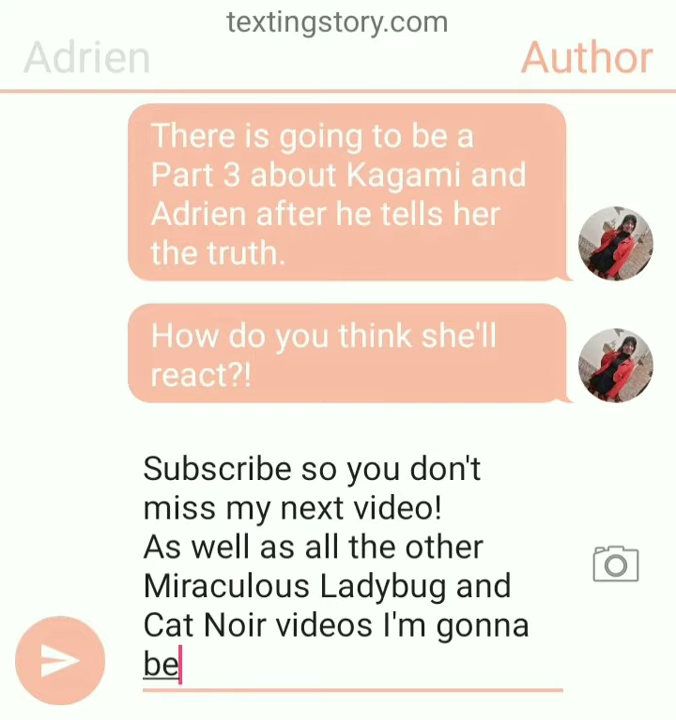 textingstory.com
Adrien
Author
There is going to be a
Part 3 about Kagami and
Adrien after he tells her
the truth.
How do you think she'll
react?!
Subscribe so you don't
miss my next video!
As well as all the other
Miraculous Ladybug and
Cat Noir videos I'm gonna
be